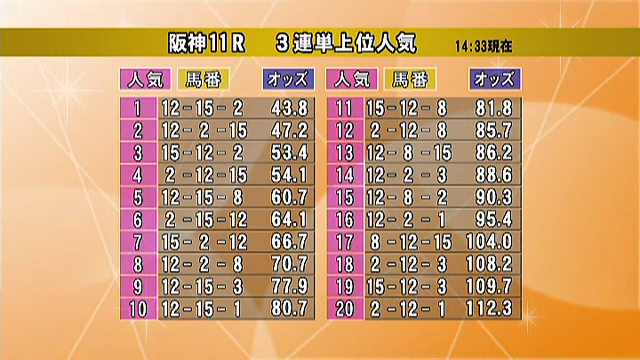 阪神11R 3連単上位人気 14:33現在
人気 馬番 オッズ 人気 馬番 オッズ
1 12-15-2 43.8 11 15-12-8 81.8
2 12-2-15 47.2 12 2-12-8 85.7
3 15-12-2 53.4 13 12-8-15 86.2
4 2-12-15 54.1 14 12-2-3 88.6
5 12-15-8 60.7 15 12-8-2 90.3
6 2-15-12 64.1 16 12-2-1 95.4
7 15-2-12 66.7 17 8-12-15 104.0
8 12-2-8 70.7 18 2-12-3 108.2
9 12-15-3 77.9 19 15-12-3 109.7
10 12-15-1 80.7 20 2-12-1 112.3